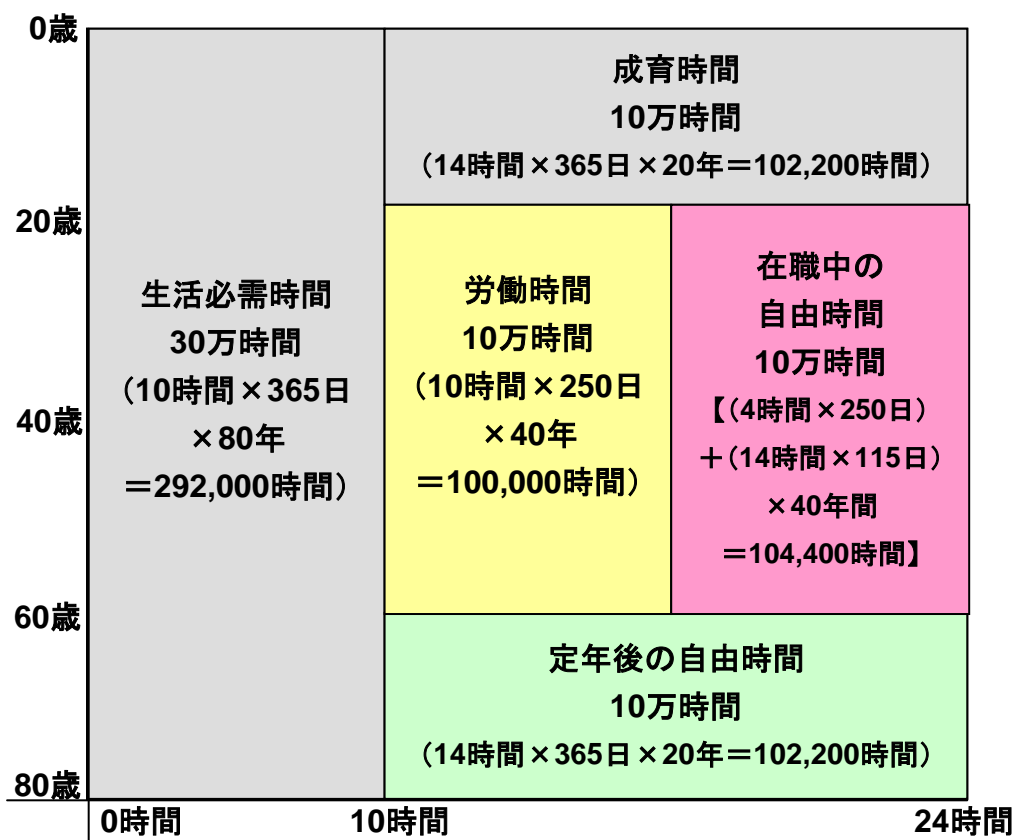 0歳
成育時間
10万時間
（14時間×365日×20年＝102,200時間）
20歳
生活必需時間
30万時間
（10時間×365日
×80年
＝292,000時間）
労働時間
10万時間
（10時間×250日
×40年
＝100,000時間）
在職中の
自由時間
10万時間
【（4時間×250日）
＋（14時間×115日）
×40年間
＝104,400時間】
40歳
60歳
定年後の自由時間
10万時間
（14時間×365日×20年＝102,200時間）
80歳
0時間
10時間
24時間